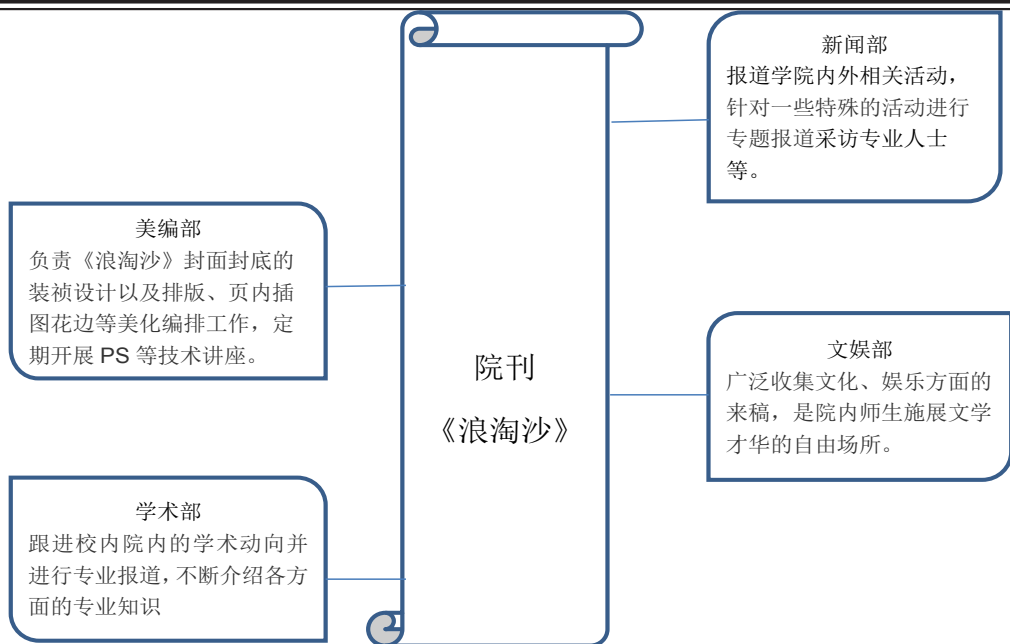 新闻部
报道学院内外相关活动，
针对一些特殊的活动进行
专题报道采访专业人士
等。
美编部
负责《浪淘沙》封面封底的
装祯设计以及排版、页内插
图花边等美化编排工作，定
期开展 PS 等技术讲座。
院刊
《浪淘沙》
文娱部
广泛收集文化、娱乐方面的
来稿，是院内师生施展文学
才华的自由场所。
学术部
跟进校内院内的学术动向并
进行专业报道，不断介绍各方
面的专业知识